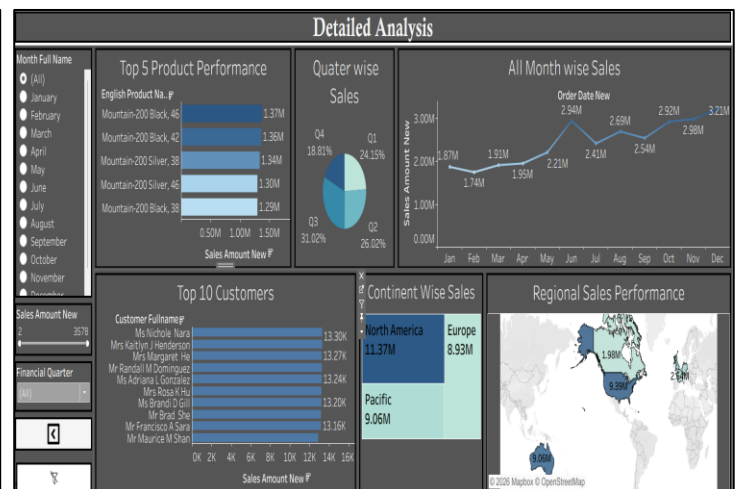 Detailed Analysis
Month Full Name
(All)
January
February
March
April
May
June
July
August
September
October
November
December
Sales Amount New
2 3578
Financial Quarter
(All)
Top 5 Product Performance
English Product Na..
Mountain-200 Black, 46 1.37M
Mountain-200 Black, 42 1.36M
Mountain-200 Silver, 38 1.34M
Mountain-200 Silver, 46 1.30M
Mountain-200 Black, 38 1.29M
0.50M 1.00M 1.50M
Sales Amount New
Quater wise
Sales
Q4
18.81%
Q1
24.15%
Q3
31.02%
Q2
26.02%
All Month wise Sales
Order Date New
Sales Amount New
3.00M
2.00M
1.00M
0.00M
1.87M 1.74M 1.91M 1.95M 2.21M 2.94M 2.41M 2.69M 2.54M 2.92M 2.98M 3.21M
Jan Feb Mar Apr May Jun Jul Aug Sep Oct Nov Dec
Top 10 Customers
Customer Fullname
Ms Nichole Nara 13.30K
Mrs Kaitlyn J Henderson
Mrs Margaret He 13.27K
Mr Randall M Dominguez
Ms Adriana L Gonzalez 13.24K
Mrs Rosa K Hu
Ms Brandi D Gill 13.20K
Mr Brad She
Mr Francisco A Sara 13.16K
Mr Maurice M Shan
0K 2K 4K 6K 8K 10K 12K 14K 16K
Sales Amount New
Continent Wise Sales
North America
11.37M
Europe
8.93M
Pacific
9.06M
Regional Sales Performance
1.98M
9.39M
9.06M
© 2026 Mapbox © OpenStreetMap